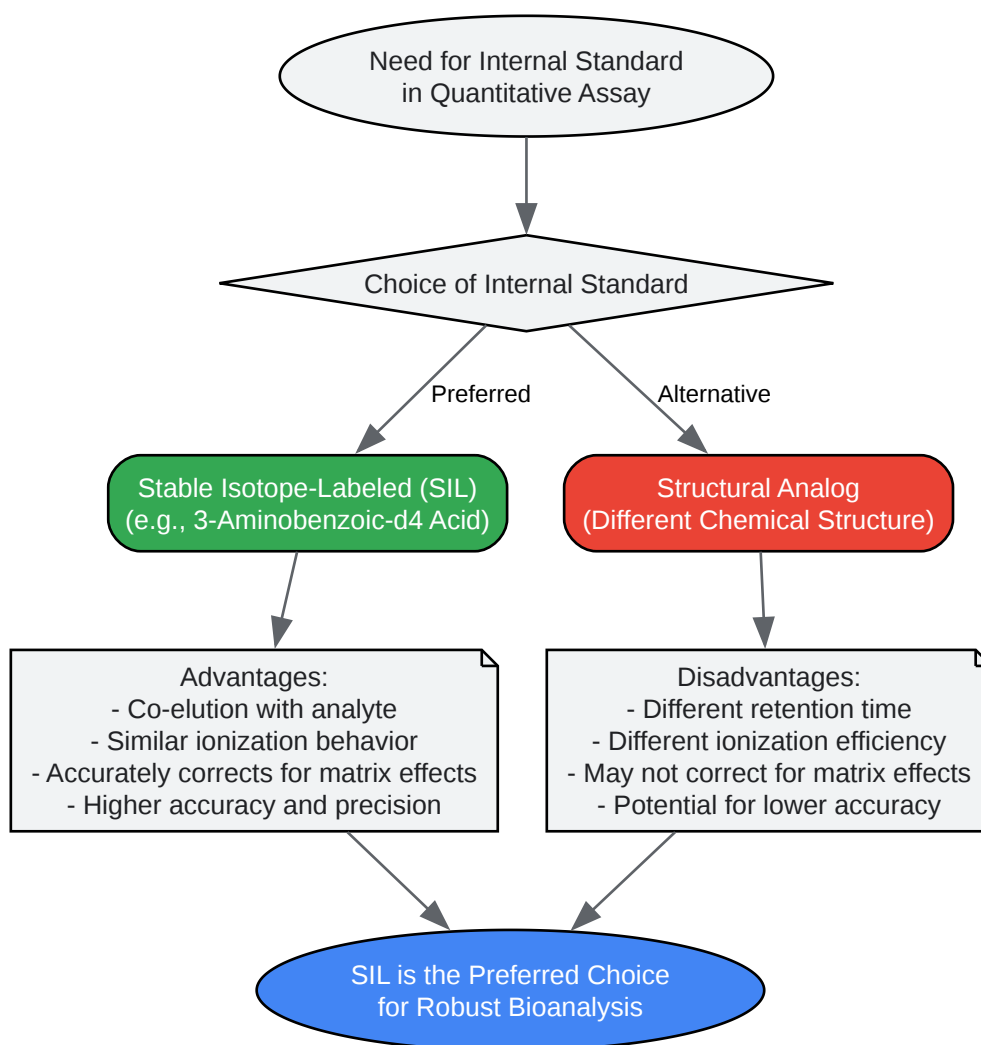 Need for Internal Standard
in Quantitative Assay
Choice of Internal Standard
Preferred
Alternative
Stable Isotope-Labeled (SIL)
(e.g., 3-Aminobenzoic-d4 Acid)
Structural Analog
(Different Chemical Structure)
Advantages:
- Co-elution with analyte
- Similar ionization behavior
- Accurately corrects for matrix effects
- Higher accuracy and precision
Disadvantages:
- Different retention time
- Different ionization efficiency
- May not correct for matrix effects
- Potential for lower accuracy
SIL is the Preferred Choice
for Robust Bioanalysis